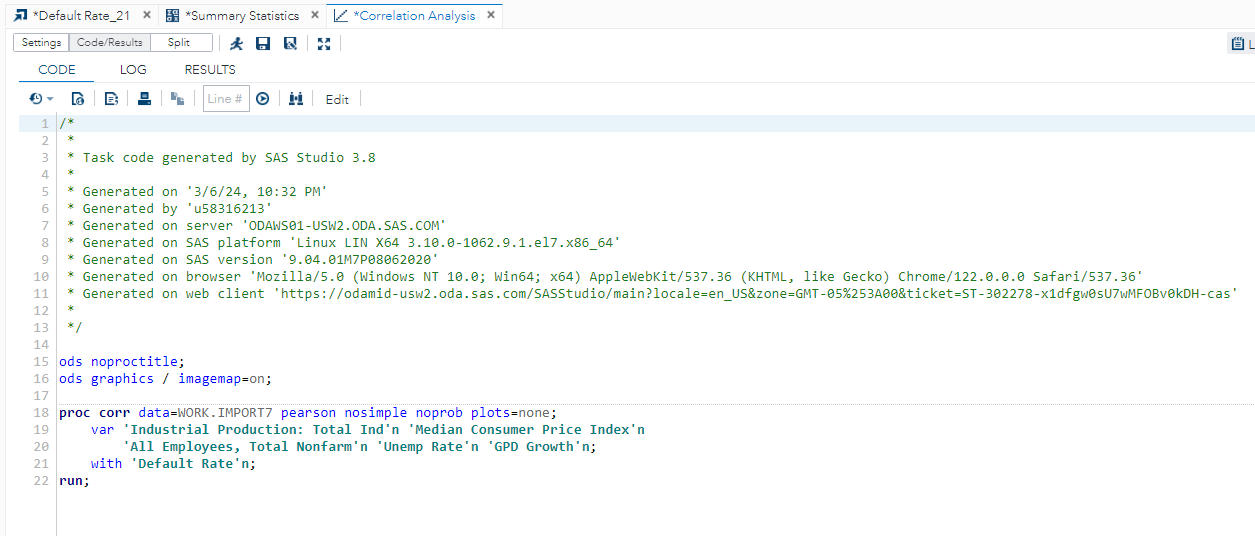 *Default Rate_21 × *Summary Statistics × *Correlation Analysis ×
Settings Code/Results Split
CODE LOG RESULTS
Line # Edit
1 /*
2 *
3 * Task code generated by SAS Studio 3.8
4 *
5 * Generated on '3/6/24, 10:32 PM'
6 * Generated by 'u58316213'
7 * Generated on server 'ODAWS01-USW2.ODA.SAS.COM'
8 * Generated on SAS platform 'Linux LIN X64 3.10.0-1062.9.1.el7.x86_64'
9 * Generated on SAS version '9.04.01M7P08062020'
10 * Generated on browser 'Mozilla/5.0 (Windows NT 10.0; Win64; x64) AppleWebKit/537.36 (KHTML, like Gecko) Chrome/122.0.0.0 Safari/537.36'
11 * Generated on web client 'https://odamid-usw2.oda.sas.com/SASStudio/main?locale=en_US&zone=GMT-05%253A00&ticket=ST-302278-x1dfgw0sU7wMFOBv0kDH-cas'
12 *
13 */
14
15 ods noproctitle;
16 ods graphics / imagemap=on;
17
18 proc corr data=WORK.IMPORT7 pearson nosimple noprob plots=none;
19 var 'Industrial Production: Total Ind'n 'Median Consumer Price Index'n
20 'All Employees, Total Nonfarm'n 'Unemp Rate'n 'GPD Growth'n;
21 with 'Default Rate'n;
22 run;